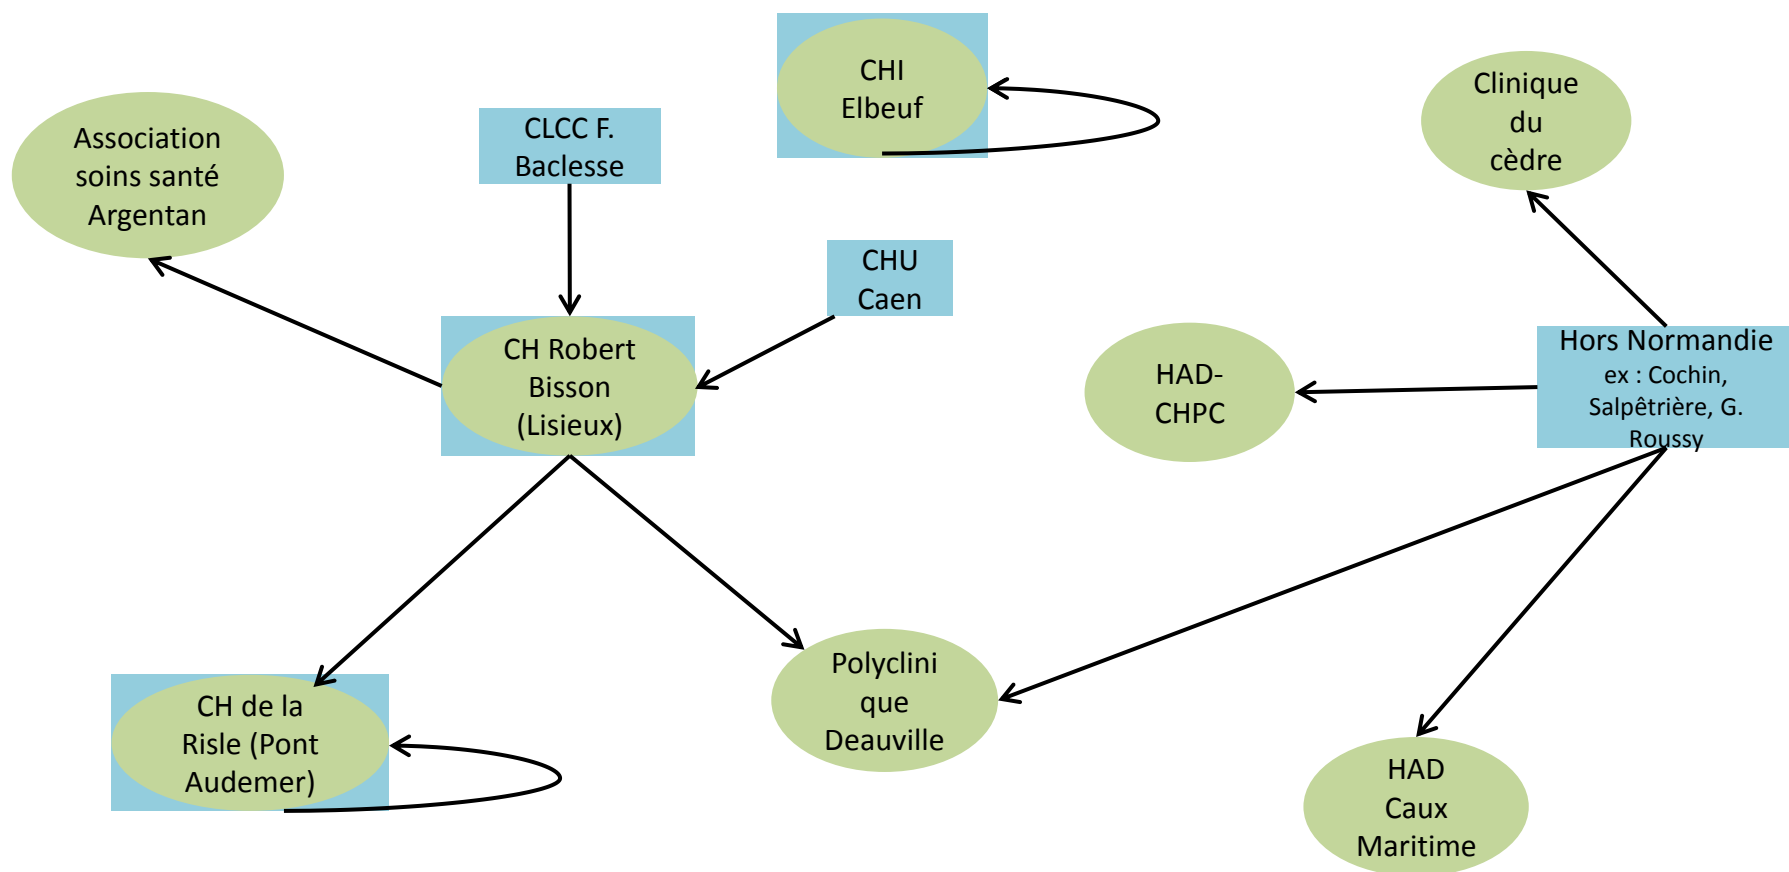 CHI
Elbeuf
Clinique
du
cèdre
Association
soins santé
Argentan
CLCC F.
Baclesse
CHU
Caen
CH Robert
Bisson
(Lisieux)
HAD-
CHPC
Hors Normandie
ex : Cochin,
Salpêtrière, G.
Roussy
CH de la
Risle (Pont
Audemer)
Polyclini
que
Deauville
HAD
Caux
Maritime